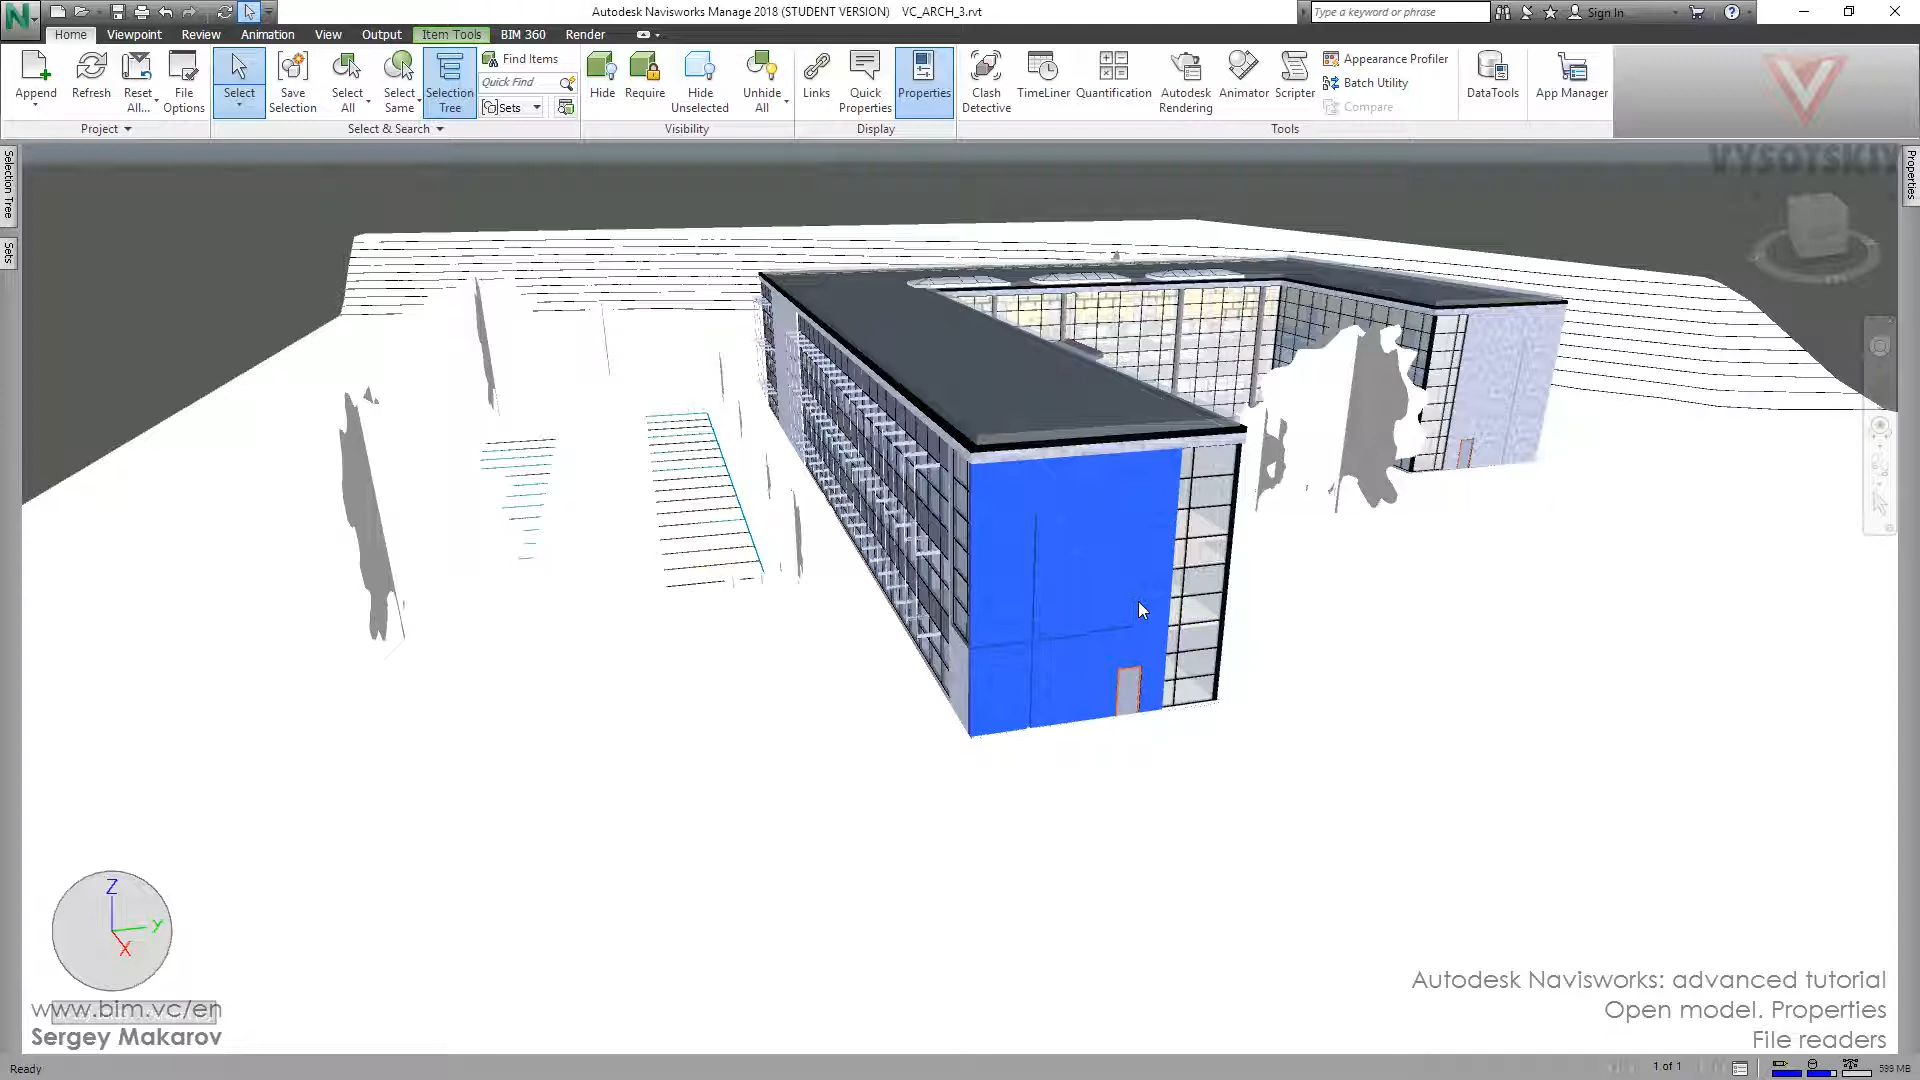 Autodesk Navisworks Manage 2018 (STUDENT VERSION) VC_ARCH_3.rvt
Type a keyword or phrase
Sign In
Home Viewpoint Review Animation View Output Item Tools BIM 360 Render
Append
Refresh
Reset All...
File Options
Project
Select
Save Selection
Select All
Select Same
Selection Tree
Find Items
Quick Find
Sets
Select & Search
Hide
Require
Hide Unselected
Unhide All
Visibility
Links
Quick Properties
Properties
Display
Clash Detective
TimeLiner
Quantification
Autodesk Rendering
Animator
Scripter
Appearance Profiler
Batch Utility
Compare
Tools
DataTools
App Manager
VYSOTSKIY
Selection Tree
Sets
Properties
Z
Y
X
www.bim.vc/en
Sergey Makarov
Autodesk Navisworks: advanced tutorial
Open model. Properties
File readers
Ready
1 of 1
599 MB